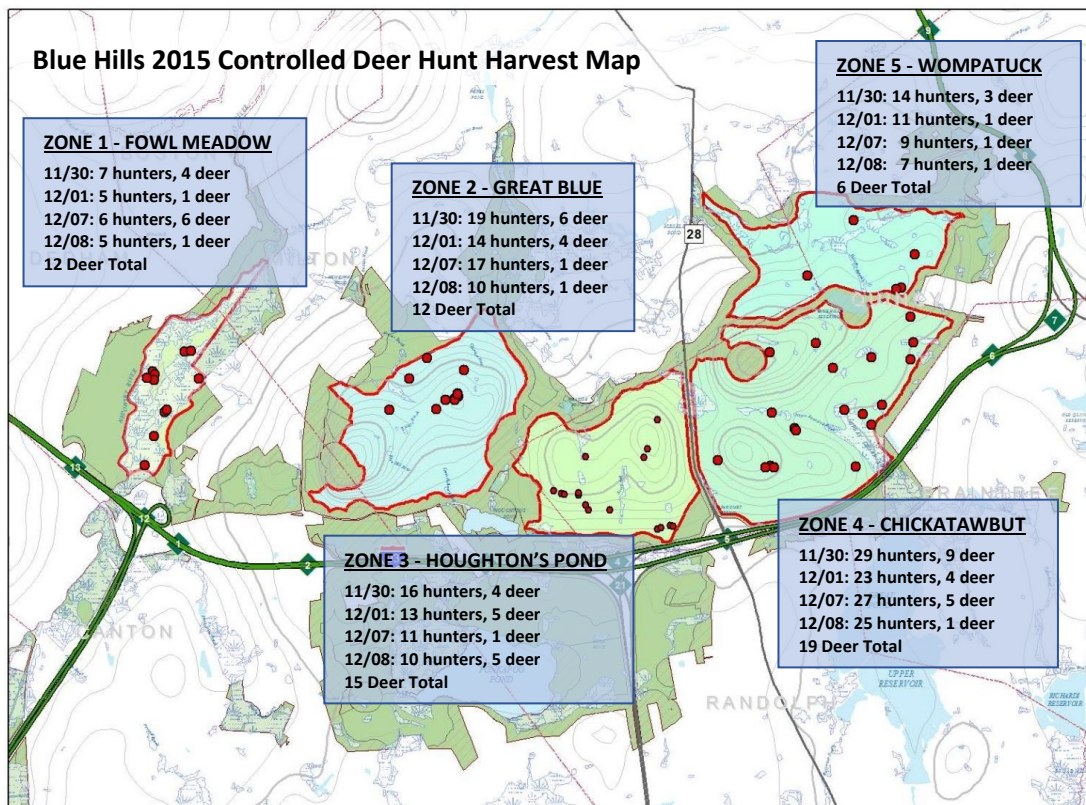 Blue Hills 2015 Controlled Deer Hunt Harvest Map
ZONE 1 - FOWL MEADOW
11/30: 7 hunters, 4 deer
12/01: 5 hunters, 1 deer
12/07: 6 hunters, 6 deer
12/08: 5 hunters, 1 deer
12 Deer Total
ZONE 2 - GREAT BLUE
11/30: 19 hunters, 6 deer
12/01: 14 hunters, 4 deer
12/07: 17 hunters, 1 deer
12/08: 10 hunters, 1 deer
12 Deer Total
ZONE 5 - WOMPATUCK
11/30: 14 hunters, 3 deer
12/01: 11 hunters, 1 deer
12/07: 9 hunters, 1 deer
12/08: 7 hunters, 1 deer
6 Deer Total
28
7
6
13
2
ZONE 3 - HOUGHTON'S POND
11/30: 16 hunters, 4 deer
12/01: 13 hunters, 5 deer
12/07: 11 hunters, 1 deer
12/08: 10 hunters, 5 deer
15 Deer Total
ZONE 4 - CHICKATAWBUT
11/30: 29 hunters, 9 deer
12/01: 23 hunters, 4 deer
12/07: 27 hunters, 5 deer
12/08: 25 hunters, 1 deer
19 Deer Total
CANTON
RANDOLPH
UPPER
RESERVOIR
RICHARDI
RESERVOIR